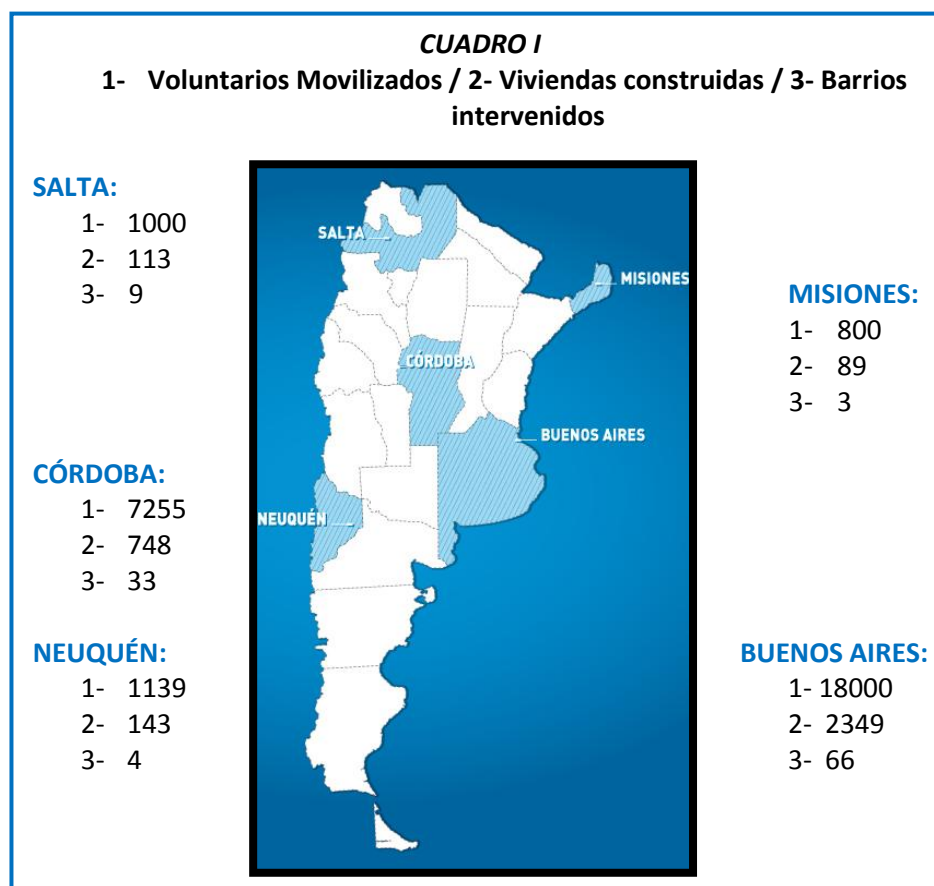 CUADRO I
1- Voluntarios Movilizados / 2- Viviendas construidas / 3- Barrios
intervenidos
SALTA:
1- 1000
2- 113
3- 9
CÓRDOBA:
1- 7255
2- 748
3- 33
NEUQUÉN:
1- 1139
2- 143
3- 4
SALTA
MISIONES
CÓRDOBA
BUENOS AIRES
NEUQUÉN
MISIONES:
1- 800
2- 89
3- 3
BUENOS AIRES:
1- 18000
2- 2349
3- 66